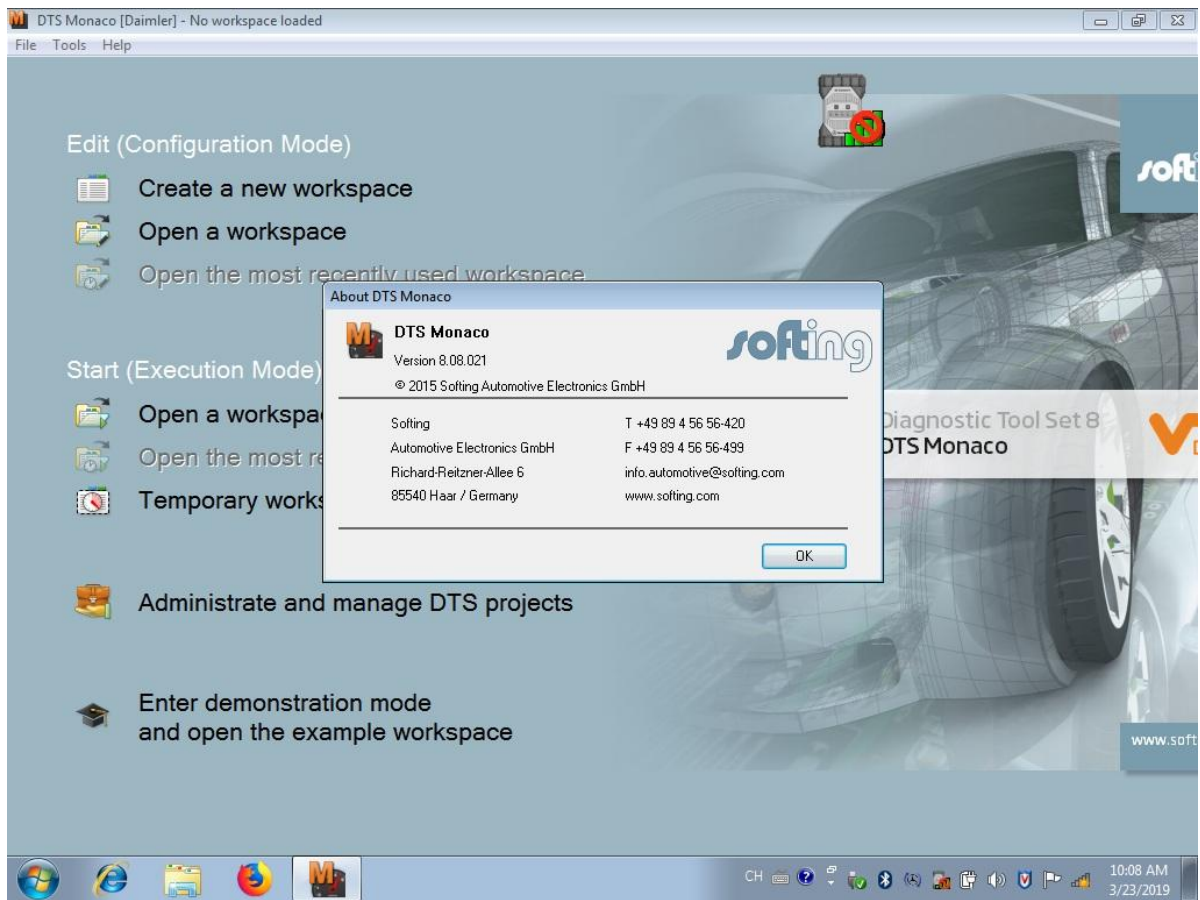 DTS Monaco [Daimler] - No workspace loaded
File Tools Help
Edit (Configuration Mode)
Create a new workspace
Open a workspace
Open the most recently used workspace
Start (Execution Mode)
Open a workspa
Open the most re
Temporary works
Administrate and manage DTS projects
Enter demonstration mode
and open the example workspace
About DTS Monaco
DTS Monaco
Version 8.08.021
© 2015 Softing Automotive Electronics GmbH
softing
Softing
Automotive Electronics GmbH
Richard-Reitzner-Allee 6
85540 Haar / Germany
T +49 89 4 56 56-420
F +49 89 4 56 56-499
info.automotive@softing.com
www.softing.com
OK
softi
Diagnostic Tool Set 8
DTS Monaco
www.soft
CH
10:08 AM
3/23/2019